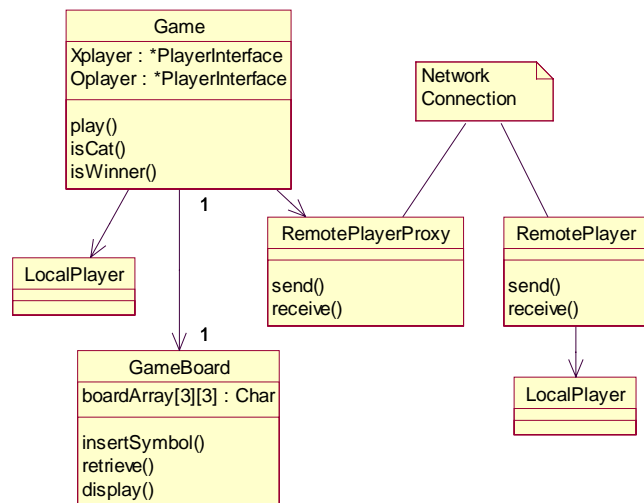 Game
Xplayer : *PlayerInterface
Oplayer : *PlayerInterface
play()
isCat()
isWinner()
Network
Connection
1
RemotePlayerProxy
send()
receive()
RemotePlayer
send()
receive()
LocalPlayer
1
GameBoard
boardArray[3][3] : Char
insertSymbol()
retrieve()
display()
LocalPlayer